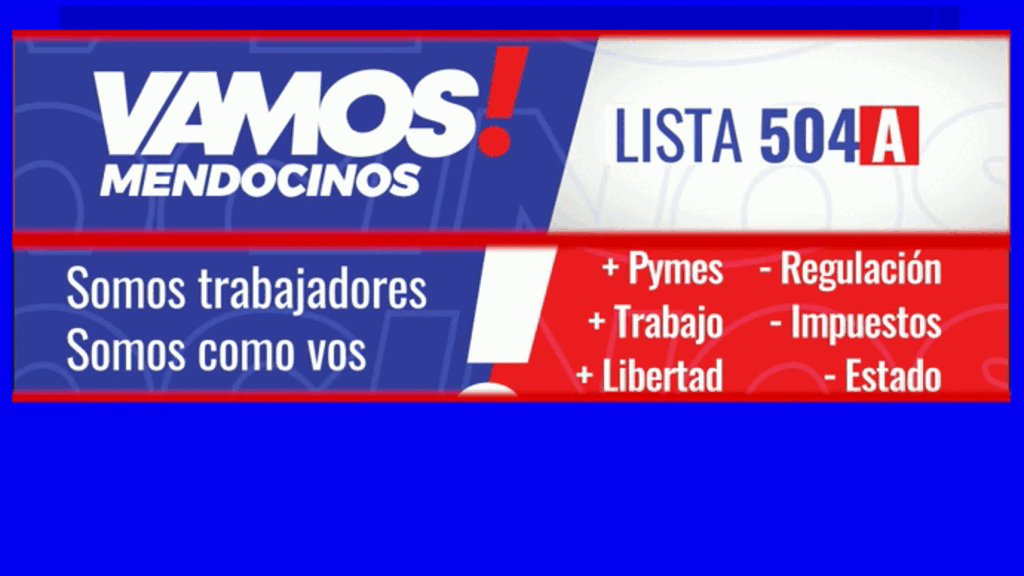 VAMOS!
MENDOCINOS
LISTA 504 A
Somos trabajadores
Somos como vos
+ Pymes
+ Trabajo
+ Libertad
- Regulación
- Impuestos
- Estado